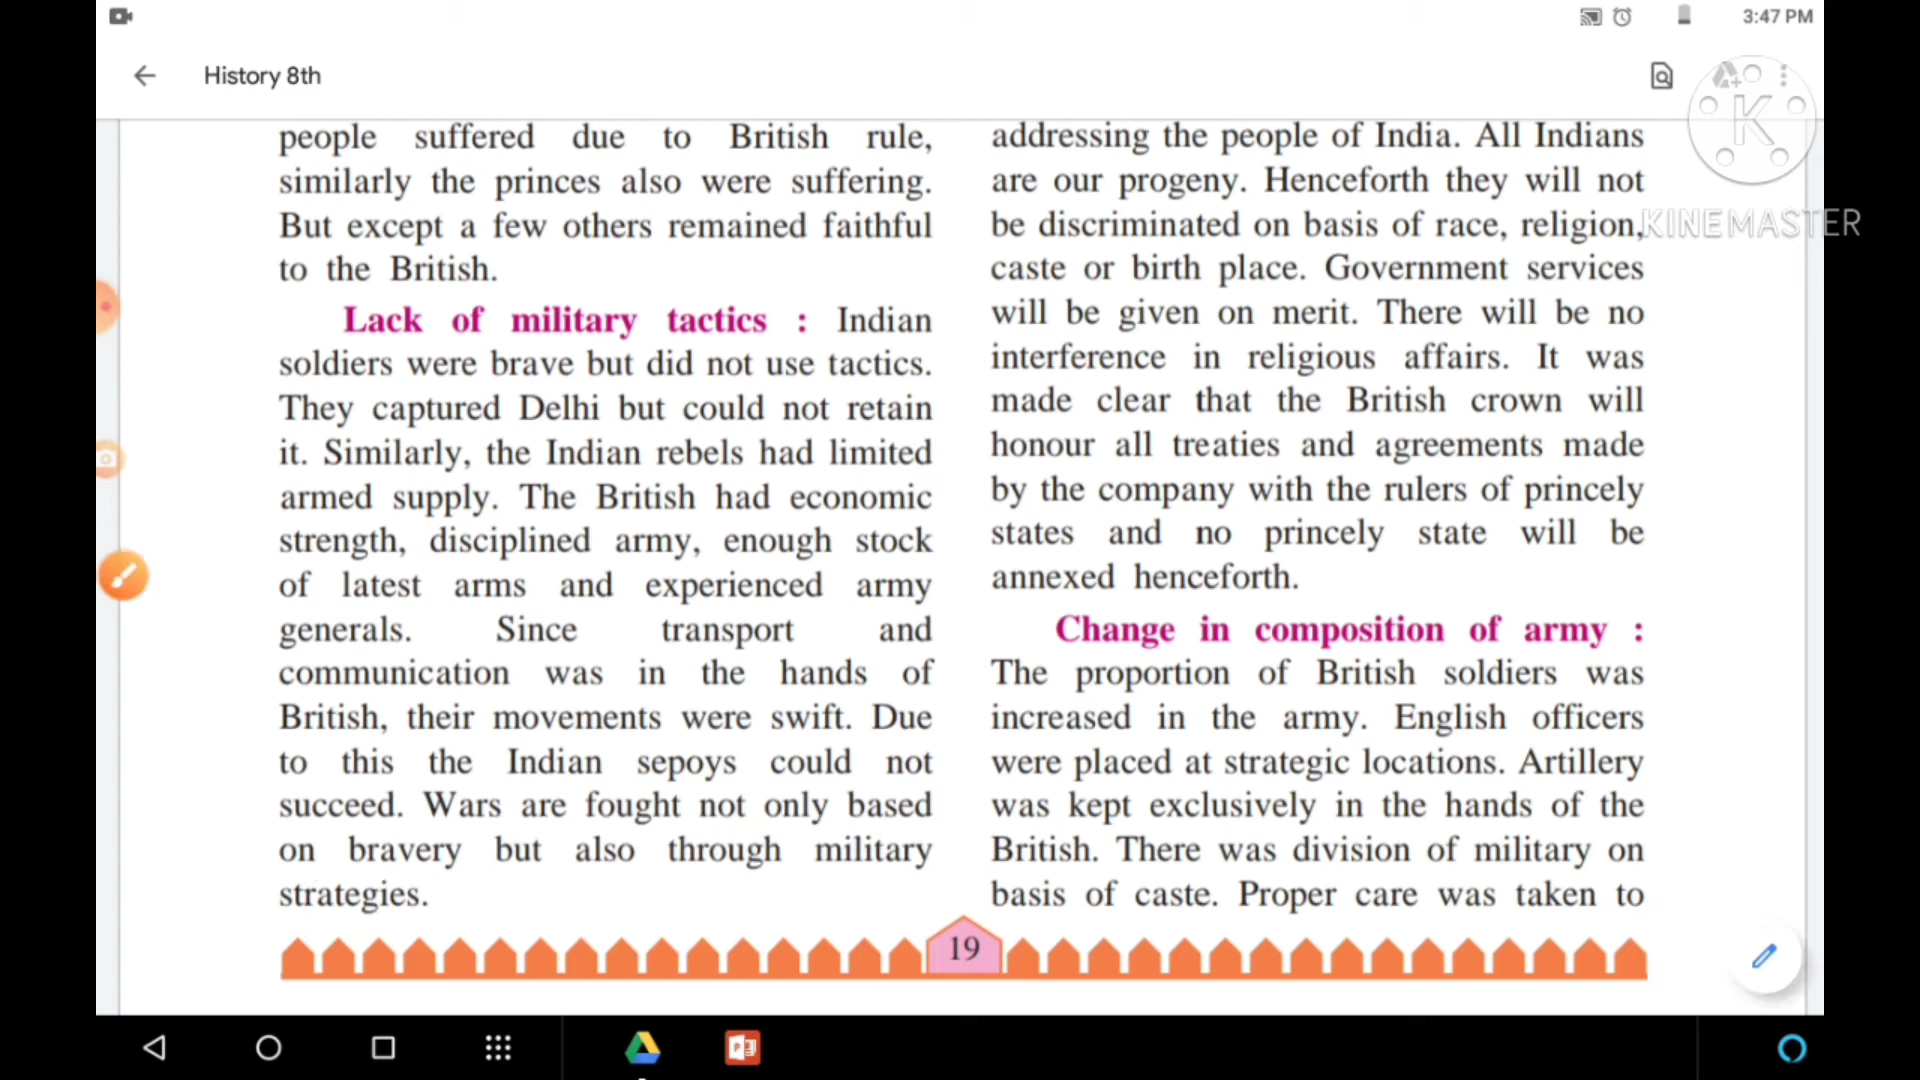 3:47 PM
History 8th
KINEMASTER
people suffered due to British rule,
similarly the princes also were suffering.
But except a few others remained faithful
to the British.
Lack of military tactics : Indian
soldiers were brave but did not use tactics.
They captured Delhi but could not retain
it. Similarly, the Indian rebels had limited
armed supply. The British had economic
strength, disciplined army, enough stock
of latest arms and experienced army
generals. Since transport and
communication was in the hands of
British, their movements were swift. Due
to this the Indian sepoys could not
succeed. Wars are fought not only based
on bravery but also through military
strategies.
addressing the people of India. All Indians
are our progeny. Henceforth they will not
be discriminated on basis of race, religion,
caste or birth place. Government services
will be given on merit. There will be no
interference in religious affairs. It was
made clear that the British crown will
honour all treaties and agreements made
by the company with the rulers of princely
states and no princely state will be
annexed henceforth.
Change in composition of army :
The proportion of British soldiers was
increased in the army. English officers
were placed at strategic locations. Artillery
was kept exclusively in the hands of the
British. There was division of military on
basis of caste. Proper care was taken to
19